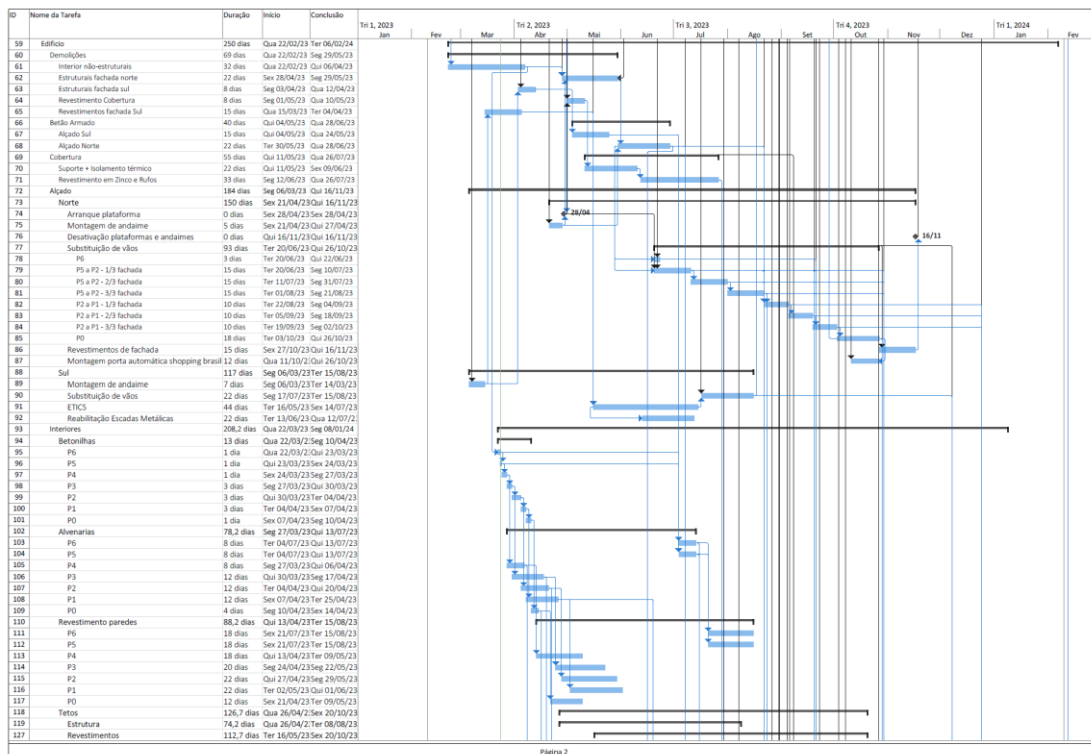 ID Nome da Tarefa Duração Início Conclusão Tri 1, 2023 Tri 2, 2023 Tri 3, 2023 Tri 4, 2023 Tri 1, 2024
Jan Fev Mar Abr Mai Jun Jul Ago Set Out Nov Dez Jan Fev
59 Edifício 250 dias Qua 22/02/23 Ter 06/02/24
60 Demolições 69 dias Qua 22/02/23 Seg 29/05/23
61 Interior não-estruturais 32 dias Qua 22/02/23 Qui 06/04/23
62 Estruturais fachada norte 22 dias Sex 28/04/23 Seg 29/05/23
63 Estruturais fachada sul 8 dias Seg 03/04/23 Qua 12/04/23
64 Revestimento Cobertura 8 dias Seg 01/05/23 Qua 10/05/23
65 Revestimentos fachada Sul 15 dias Qua 15/03/23 Ter 04/04/23
66 Betão Armado 40 dias Qui 04/05/23 Qua 28/06/23
67 Alçado Sul 15 dias Qui 04/05/23 Qua 24/05/23
68 Alçado Norte 22 dias Ter 30/05/23 Qua 28/06/23
69 Cobertura 55 dias Qui 11/05/23 Qua 26/07/23
70 Suporte + Isolamento térmico 22 dias Qui 11/05/23 Sex 09/06/23
71 Revestimento em Zinco e Rufos 33 dias Seg 12/06/23 Qua 26/07/23
72 Alçado 184 dias Seg 06/03/23 Qui 16/11/23
73 Norte 150 dias Sex 21/04/23 Qui 16/11/23
74 Arranque plataforma 0 dias Sex 28/04/23 Sex 28/04/23 28/04
75 Montagem de andaime 5 dias Sex 21/04/23 Qui 27/04/23
76 Desativação plataformas e andaimes 0 dias Qui 16/11/23 Qui 16/11/23 16/11
77 Substituição de vãos 93 dias Ter 20/06/23 Qui 26/10/23
78 P6 3 dias Ter 20/06/23 Qui 22/06/23
79 P5 a P2 - 1/3 fachada 15 dias Ter 20/06/23 Seg 10/07/23
80 P5 a P2 - 2/3 fachada 15 dias Ter 11/07/23 Seg 31/07/23
81 P5 a P2 - 3/3 fachada 15 dias Ter 01/08/23 Seg 21/08/23
82 P2 a P1 - 1/3 fachada 10 dias Ter 22/08/23 Seg 04/09/23
83 P2 a P1 - 2/3 fachada 10 dias Ter 05/09/23 Seg 18/09/23
84 P2 a P1 - 3/3 fachada 10 dias Ter 19/09/23 Seg 02/10/23
85 P0 18 dias Ter 03/10/23 Qui 26/10/23
86 Revestimentos de fachada 15 dias Sex 27/10/23 Qui 16/11/23
87 Montagem porta automática shopping brasil 12 dias Qua 11/10/2 Qui 26/10/23
88 Sul 117 dias Seg 06/03/23 Ter 15/08/23
89 Montagem de andaime 7 dias Seg 06/03/23 Ter 14/03/23
90 Substituição de vãos 22 dias Seg 17/07/23 Ter 15/08/23
91 ETICS 44 dias Ter 16/05/23 Sex 14/07/23
92 Reabilitação Escadas Metálicas 22 dias Ter 13/06/23 Qua 12/07/2
93 Interiores 208,2 dias Qua 22/03/23 Seg 08/01/24
94 Betonilhas 13 dias Qua 22/03/2 Seg 10/04/23
95 P6 1 dia Qua 22/03/23 Qui 23/03/23
96 P5 1 dia Qui 23/03/23 Sex 24/03/23
97 P4 1 dia Sex 24/03/23 Seg 27/03/23
98 P3 3 dias Seg 27/03/23 Qui 30/03/23
99 P2 3 dias Qui 30/03/23 Ter 04/04/23
100 P1 3 dias Ter 04/04/23 Sex 07/04/23
101 P0 1 dia Sex 07/04/23 Seg 10/04/23
102 Alvenarias 78,2 dias Seg 27/03/23 Qui 13/07/23
103 P6 8 dias Ter 04/07/23 Qui 13/07/23
104 P5 8 dias Ter 04/07/23 Qui 13/07/23
105 P4 8 dias Seg 27/03/23 Qui 06/04/23
106 P3 12 dias Qui 30/03/23 Seg 17/04/23
107 P2 12 dias Ter 04/04/23 Qui 20/04/23
108 P1 12 dias Sex 07/04/23 Ter 25/04/23
109 P0 4 dias Seg 10/04/23 Sex 14/04/23
110 Revestimento paredes 88,2 dias Qui 13/04/23 Ter 15/08/23
111 P6 18 dias Sex 21/07/23 Ter 15/08/23
112 P5 18 dias Sex 21/07/23 Ter 15/08/23
113 P4 18 dias Qui 13/04/23 Ter 09/05/23
114 P3 20 dias Seg 24/04/23 Seg 22/05/23
115 P2 22 dias Qui 27/04/23 Seg 29/05/23
116 P1 22 dias Ter 02/05/23 Qui 01/06/23
117 P0 12 dias Sex 21/04/23 Ter 09/05/23
118 Tetos 126,7 dias Qua 26/04/2 Sex 20/10/23
119 Estrutura 74,2 dias Qua 26/04/2 Ter 08/08/23
127 Revestimentos 112,7 dias Ter 16/05/23 Sex 20/10/23
Página 2